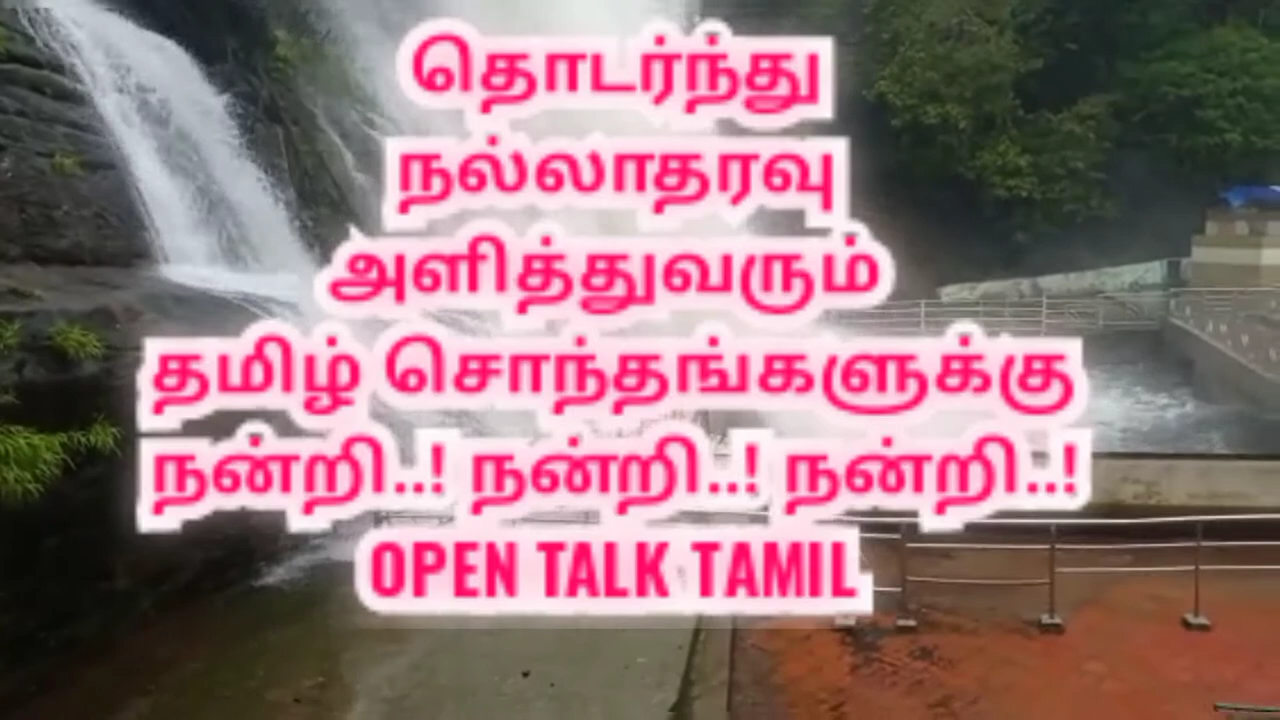 தொடர்ந்து
நல்லாதரவு
அளித்துவரும்
தமிழ் சொந்தங்களுக்கு
நன்றி..! நன்றி..! நன்றி..!
OPEN TALK TAMIL